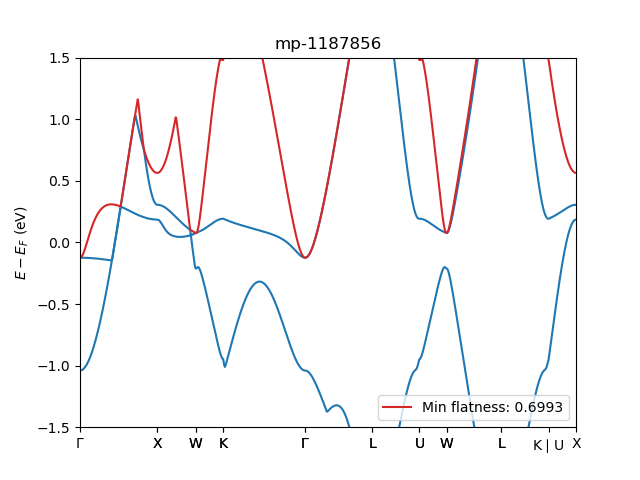 mp-1187856
E − E_F (eV)
1.5
1.0
0.5
0.0
−0.5
−1.0
−1.5
Min flatness: 0.6993
Γ X W K Γ L U W L K | U X